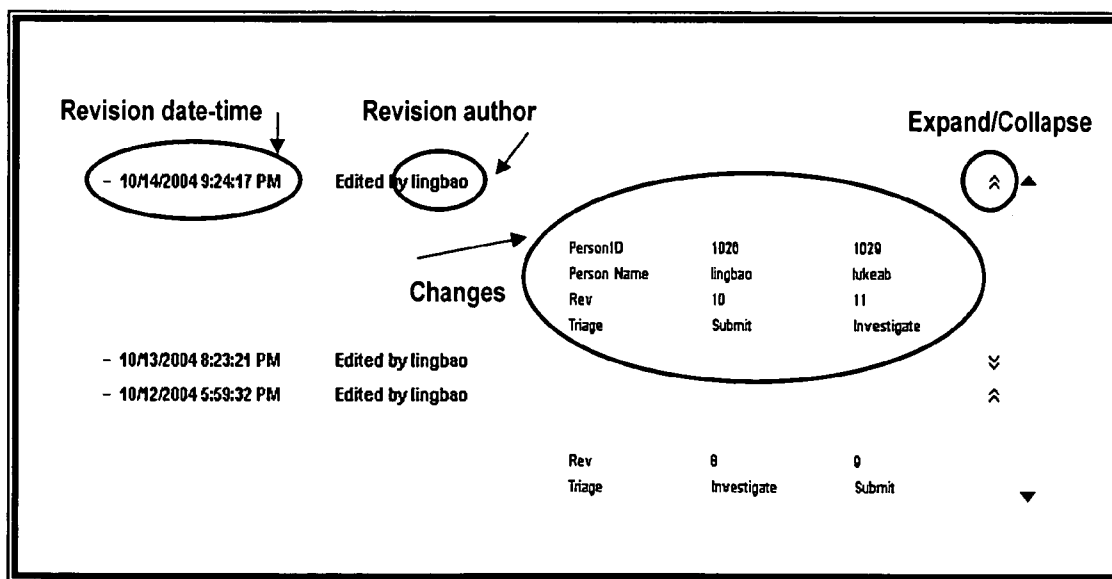 Revision date-time Revision author
Expand/Collapse
- 10/14/2004 9:24:17 PM Edited by lingbao
PersonID 1026 1029
Person Name lingbao lukeab
Changes
Rev 10 11
Triage Submit Investigate
- 10/13/2004 8:23:21 PM Edited by lingbao
- 10/12/2004 5:59:32 PM Edited by lingbao
Rev 8 9
Triage Investigate Submit